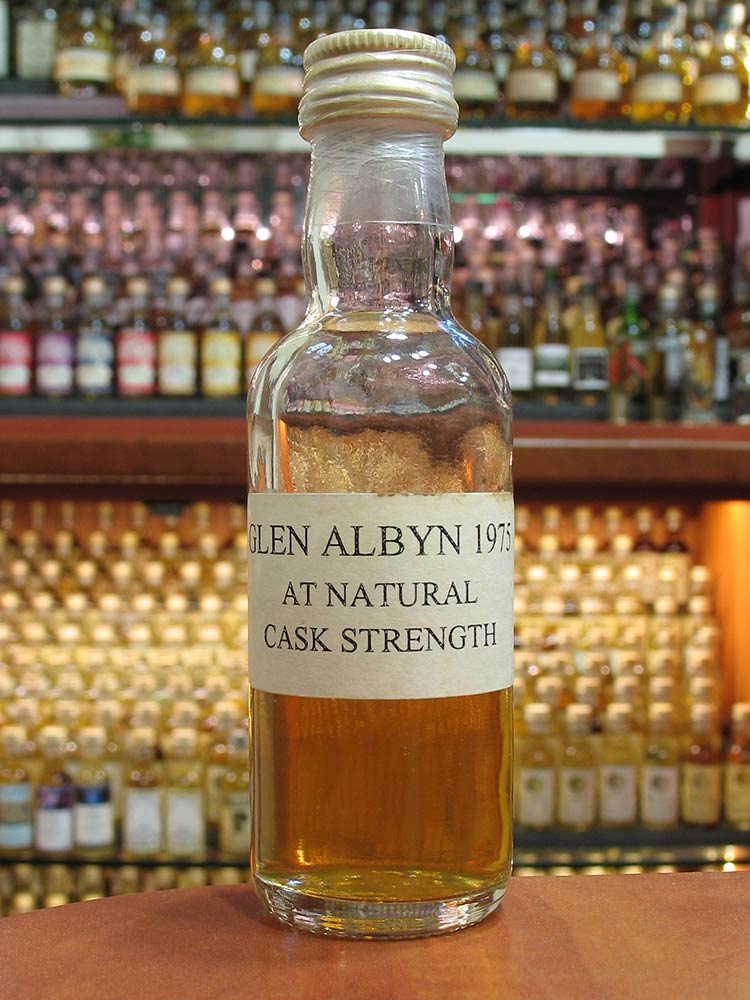 GLEN ALBYN 1975
AT NATURAL
CASK STRENGTH